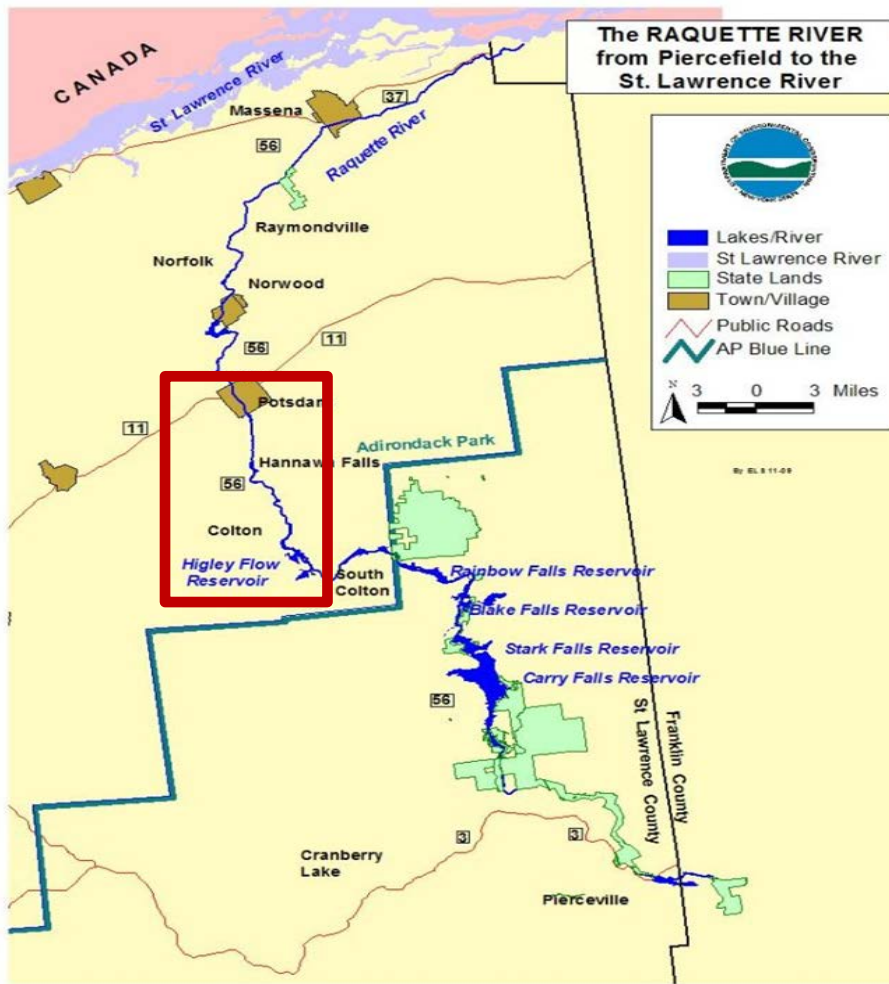 The RAQUETTE RIVER
from Piercefield to the
St. Lawrence River
CANADA
St. Lawrence River
Massena
37
56
Raquette River
Raymondville
Norfolk
Norwood
56
11
Lakes/River
St Lawrence River
State Lands
Town/Village
Public Roads
AP Blue Line
N
3 0 3 Miles
Potsdam
11
Adirondack Park
Hannawa Falls
56
Colton
Higley Flow
Reservoir
South
Colton
Rainbow Falls Reservoir
Blake Falls Reservoir
Stark Falls Reservoir
Carry Falls Reservoir
56
Franklin County
St Lawrence County
3
3
Cranberry
Lake
Pierceville